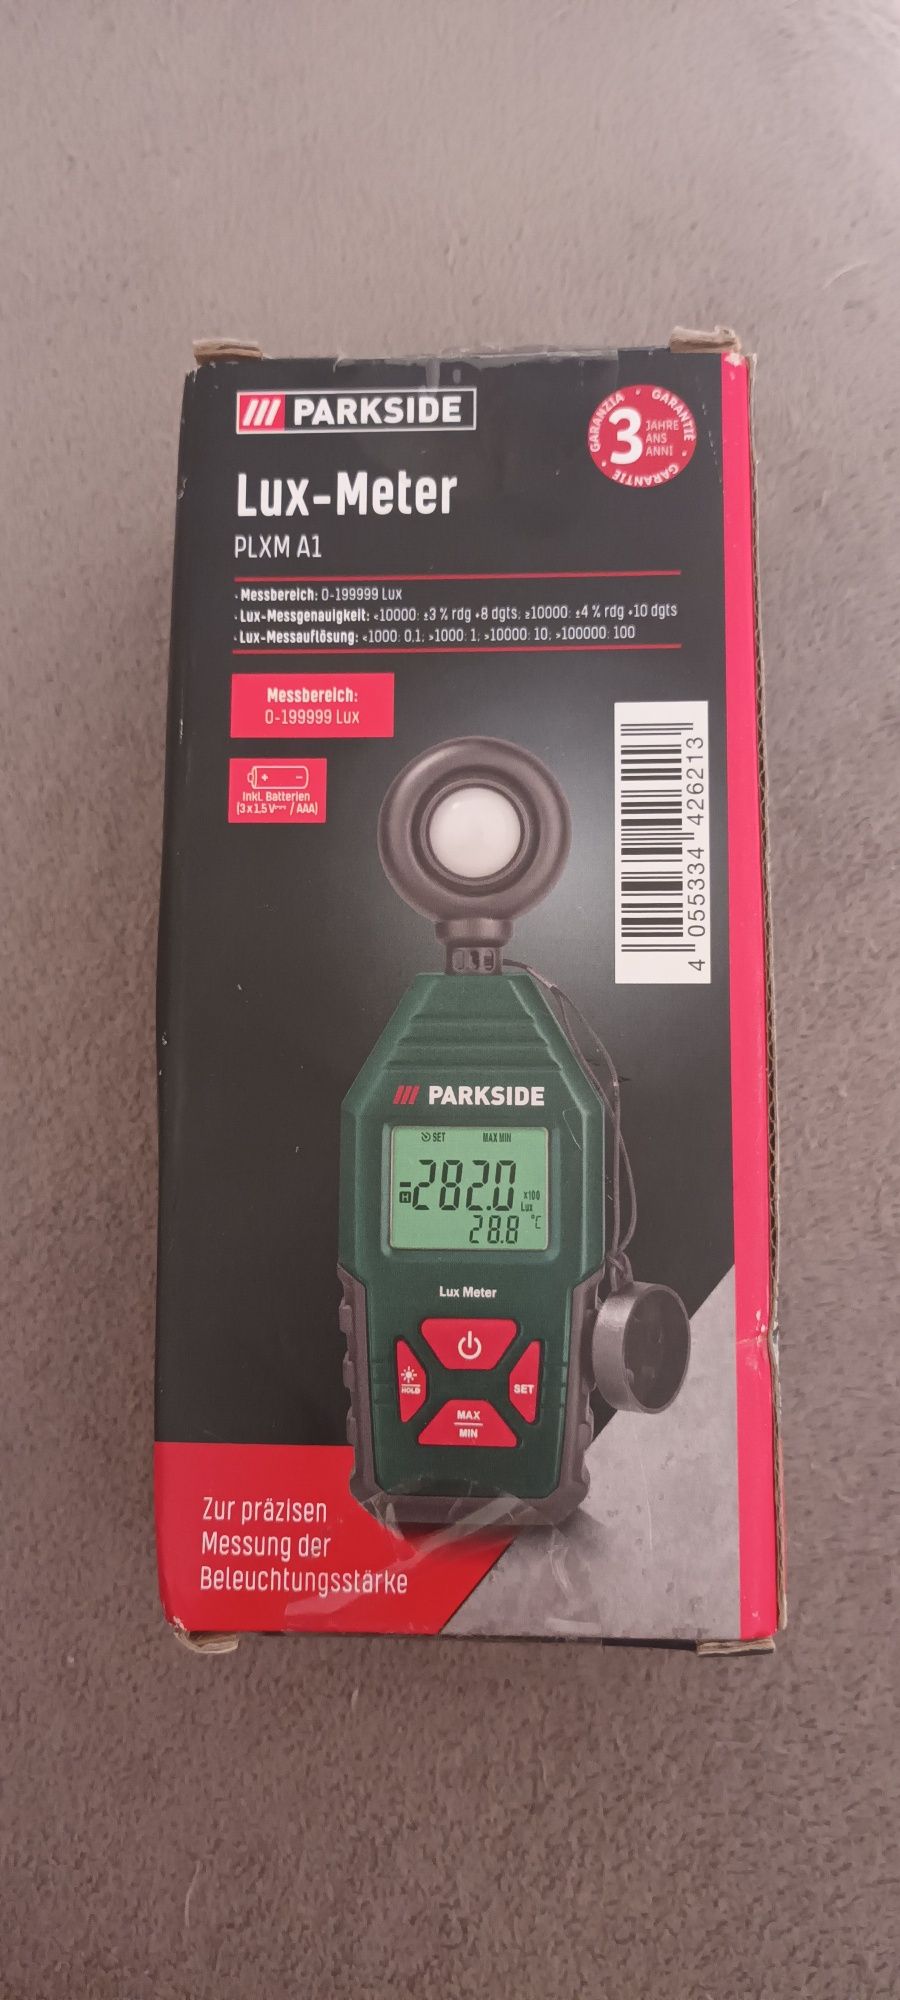 PARKSIDE
GARANZIA · GARANTIE · GARANTIE ·
3 JAHRE
ANS
ANNI
Lux-Meter
PLXM A1
· Messbereich: 0-199999 Lux
· Lux-Messgenauigkeit: <10000: ±3 % rdg +8 dgts; ≥10000: ±4 % rdg +10 dgts
· Lux-Messauflösung: <1000: 0,1; >1000: 1; >10000: 10; >100000: 100
Messbereich:
0-199999 Lux
+ −
Inkl. Batterien
(3 x 1,5 V / AAA)
4 055334 426213
PARKSIDE
SET MAX MIN
H -282.0 x100
Lux
28.8 °C
Lux Meter
HOLD
SET
MAX
MIN
Zur präzisen
Messung der
Beleuchtungsstärke